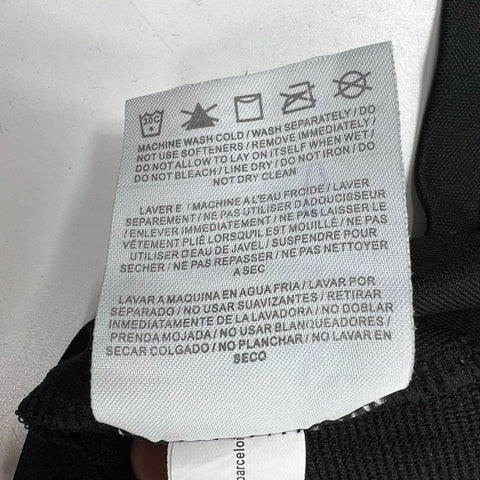 30C
MACHINE WASH COLD / WASH SEPARATELY / DO
NOT USE SOFTENERS / REMOVE IMMEDIATELY /
DO NOT ALLOW TO LAY ON ITSELF WHEN WET /
DO NOT BLEACH / LINE DRY / DO NOT IRON / DO
NOT DRY CLEAN
LAVER E A MACHINE A L'EAU FROIDE / LAVER
SEPAREMENT / NE PAS UTILISER D'ADOUCISSEUR
/ ENLEVER IMMÉDIATEMENT / NE PAS LAISSER LE
VÊTEMENT PLIÉ LORSQU'IL EST MOUILLÉ / NE PAS
UTILISER D'EAU DE JAVEL / SUSPENDRE POUR
SÉCHER / NE PAS REPASSER / NE PAS NETTOYER
A SEC
LAVAR A MAQUINA EN AGUA FRIA / LAVAR POR
SEPARADO / NO USAR SUAVIZANTES / RETIRAR
INMEDIATAMENTE DE LA LAVADORA / NO DOBLAR
PRENDA MOJADA / NO USAR BLANQUEADORES /
SECAR COLGADO / NO PLANCHAR / NO LAVAR EN
SECO
parcelon